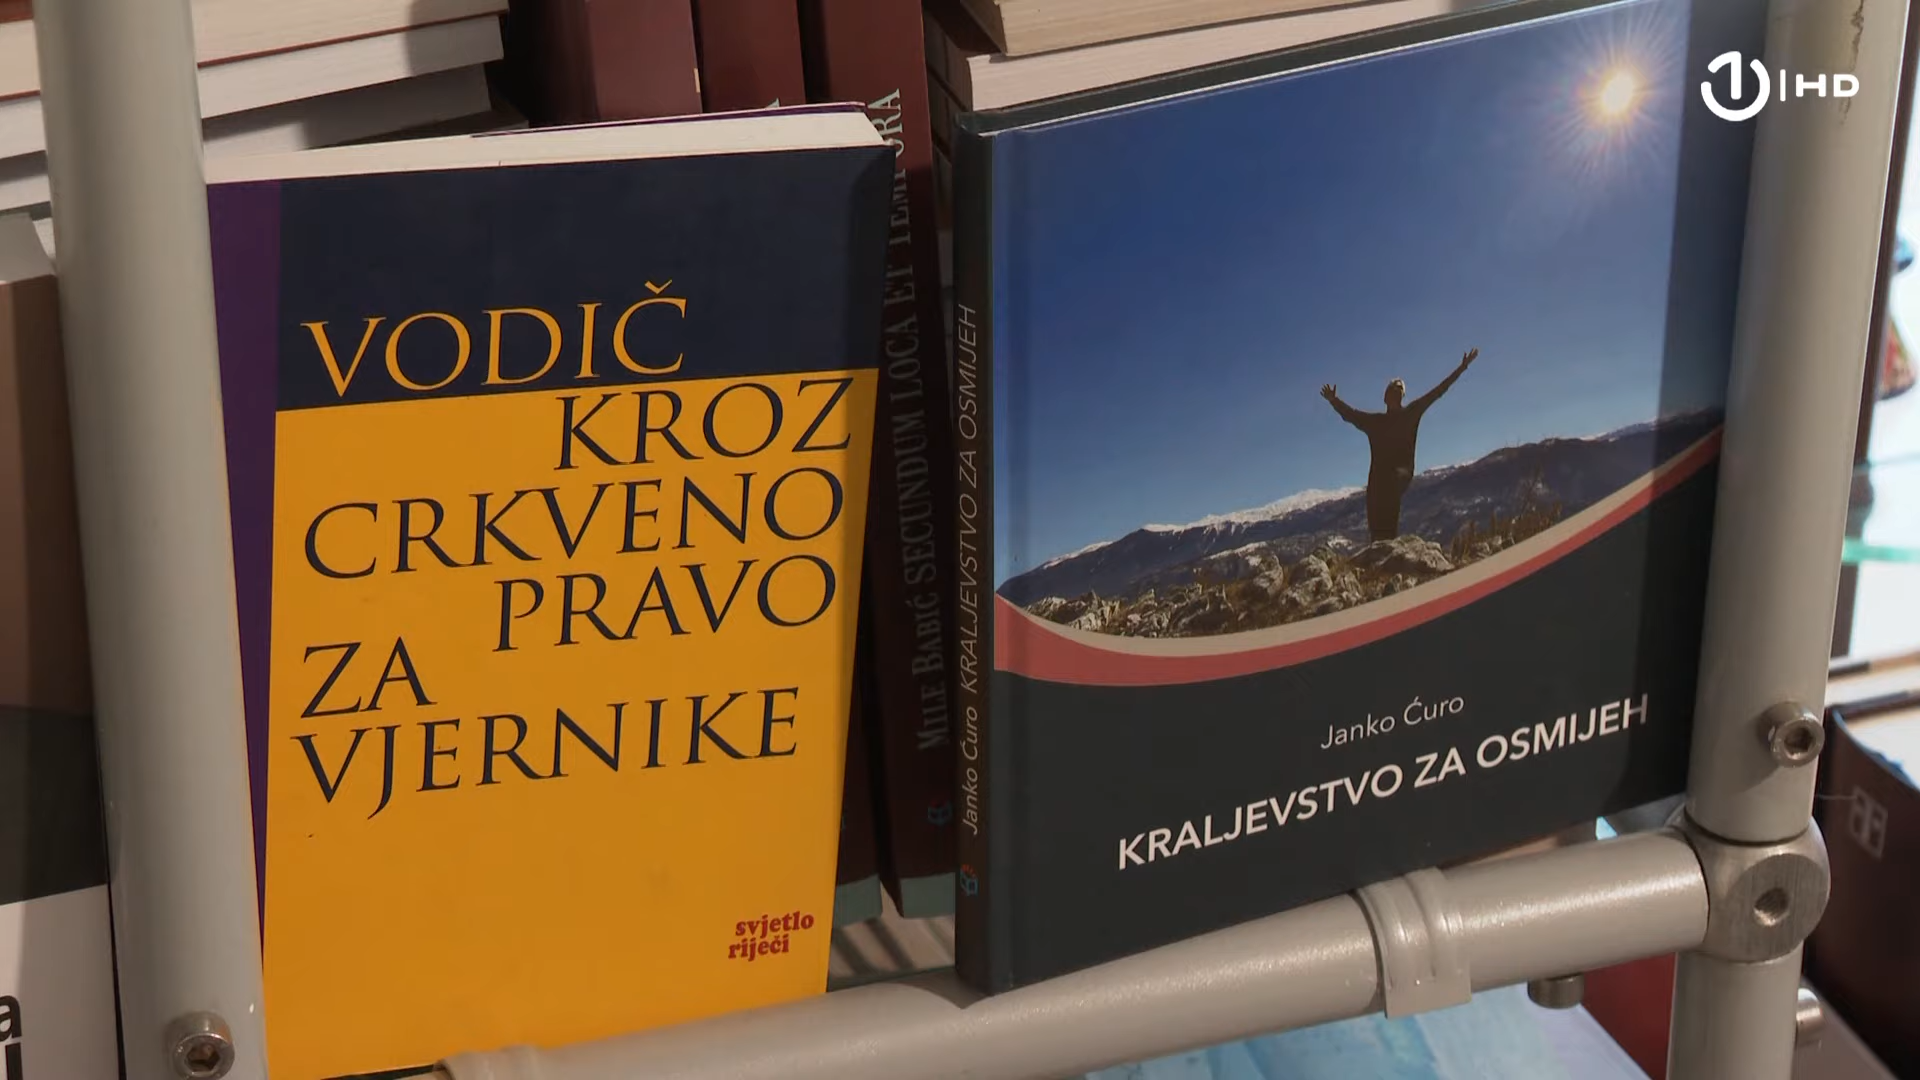 1 | HD
VODIČ
KROZ
CRKVENO
PRAVO
ZA
VJERNIKE
svjetlo
riječi
MILE BABIĆ SECUNDUM LOCA ET TEMPORA
Janko Ćuro KRALJEVSTVO ZA OSMIJEH
Janko Ćuro
KRALJEVSTVO ZA OSMIJEH